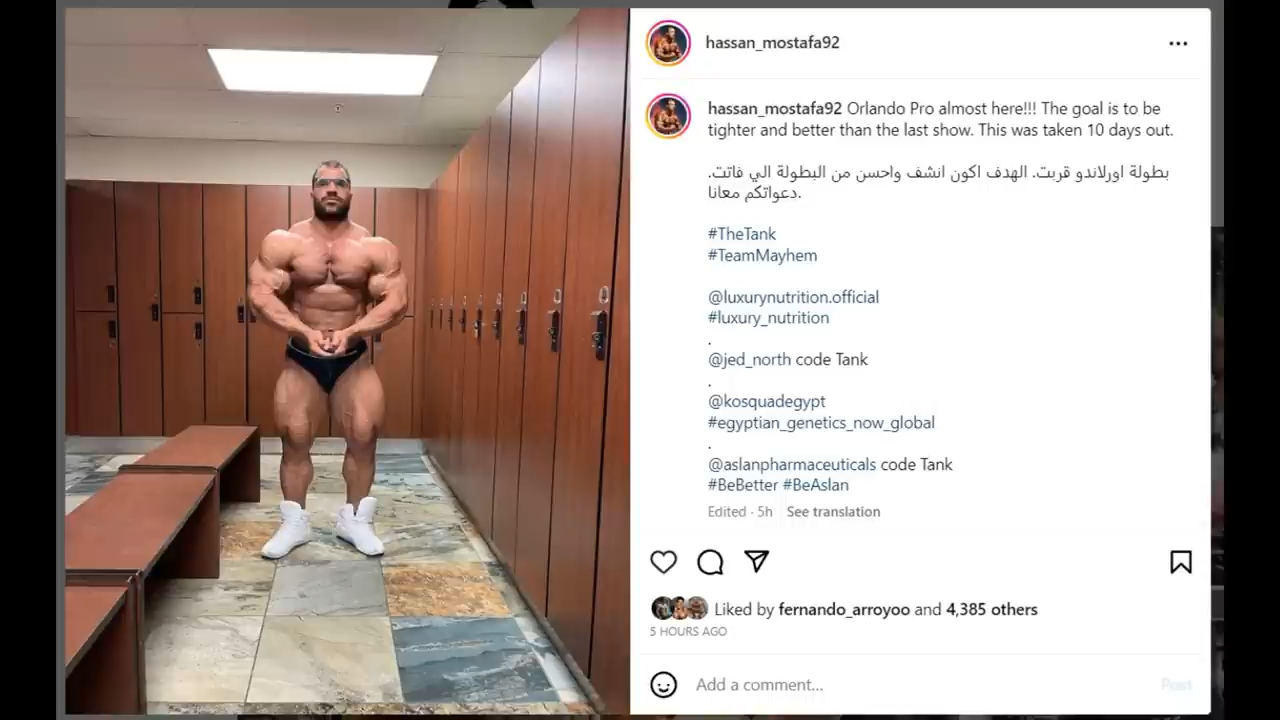 hassan_mostafa92
hassan_mostafa92 Orlando Pro almost here!!! The goal is to be
tighter and better than the last show. This was taken 10 days out.
بطولة اورلاندو قربت. الهدف اكون انشف واحسن من البطولة الي فاتت.
دعواتكم معانا.
#TheTank
#TeamMayhem
@luxurynutrition.official
#luxury_nutrition
.
@jed_north code Tank
.
@kosquadegypt
#egyptian_genetics_now_global
.
@aslanpharmaceuticals code Tank
#BeBetter #BeAslan
Edited · 5h See translation
Liked by fernando_arroyoo and 4,385 others
5 HOURS AGO
Add a comment... Post